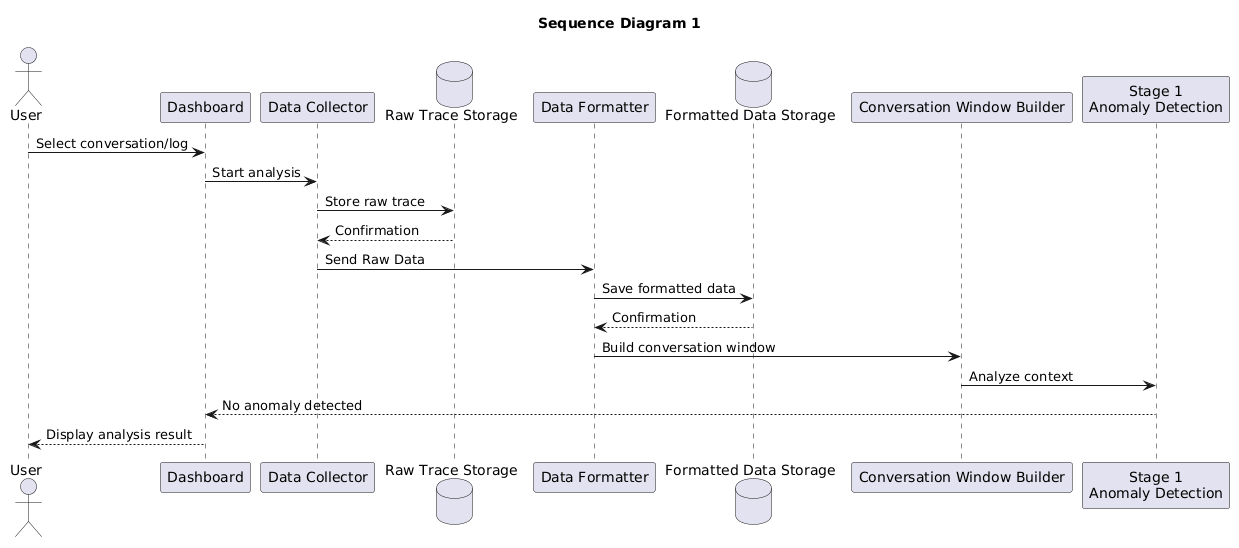 Sequence Diagram 1
User
Dashboard
Data Collector
Raw Trace Storage
Data Formatter
Formatted Data Storage
Conversation Window Builder
Stage 1
Anomaly Detection
Select conversation/log
Start analysis
Store raw trace
Confirmation
Send Raw Data
Save formatted data
Confirmation
Build conversation window
Analyze context
No anomaly detected
Display analysis result
User
Dashboard
Data Collector
Raw Trace Storage
Data Formatter
Formatted Data Storage
Conversation Window Builder
Stage 1
Anomaly Detection